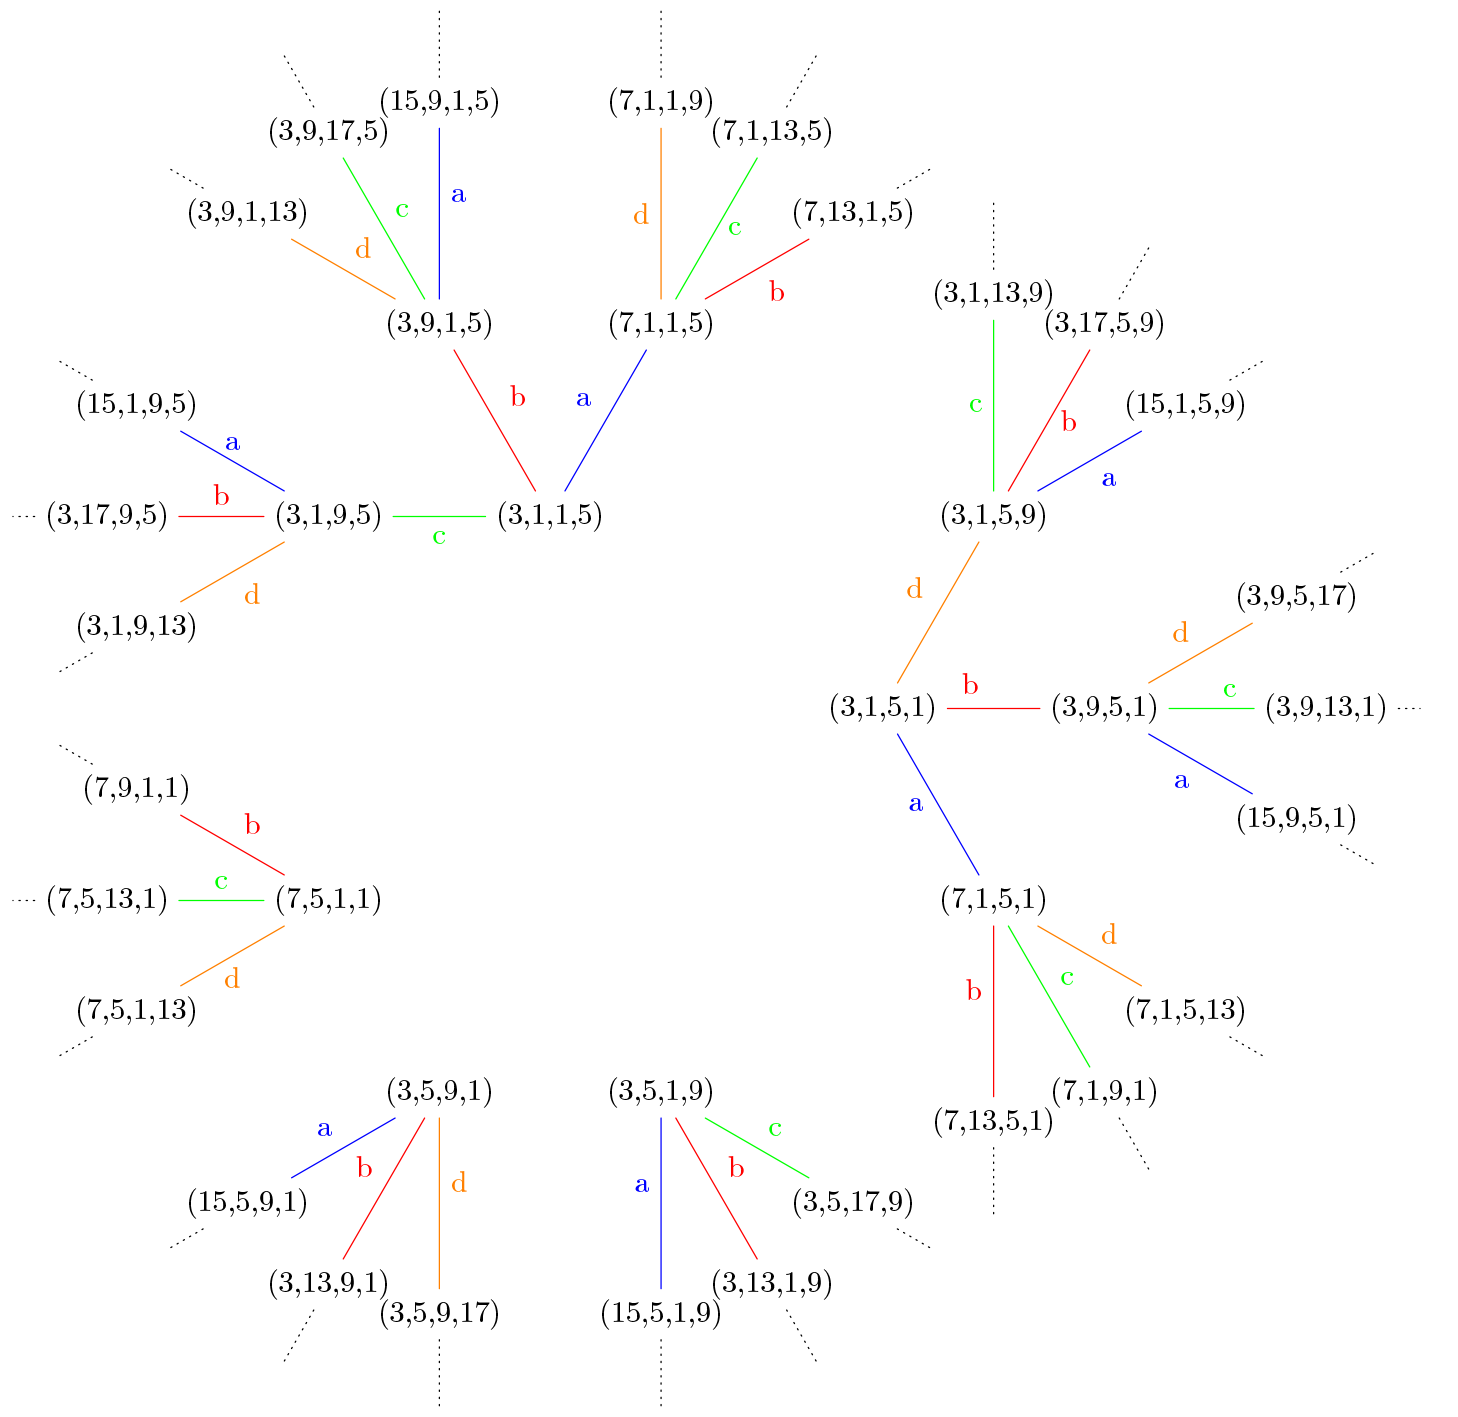 (15,9,1,5)
(7,1,1,9)
(3,9,17,5)
(7,1,13,5)
a
c
(3,9,1,13)
d
(7,13,1,5)
c
d
b
(3,1,13,9)
(3,9,1,5)
(7,1,1,5)
(3,17,5,9)
b
a
(15,1,9,5)
c
(15,1,5,9)
b
a
a
b
(3,17,9,5)
(3,1,9,5)
(3,1,1,5)
(3,1,5,9)
c
d
d
(3,9,5,17)
(3,1,9,13)
d
b
c
(3,1,5,1)
(3,9,5,1)
(3,9,13,1)
a
a
(7,9,1,1)
b
(15,9,5,1)
c
(7,5,13,1)
(7,5,1,1)
(7,1,5,1)
d
d
c
b
(7,5,1,13)
(7,1,5,13)
(3,5,9,1)
(3,5,1,9)
(7,1,9,1)
a
c
(7,13,5,1)
b
b
d
a
(15,5,9,1)
(3,5,17,9)
(3,13,9,1)
(3,13,1,9)
(3,5,9,17)
(15,5,1,9)